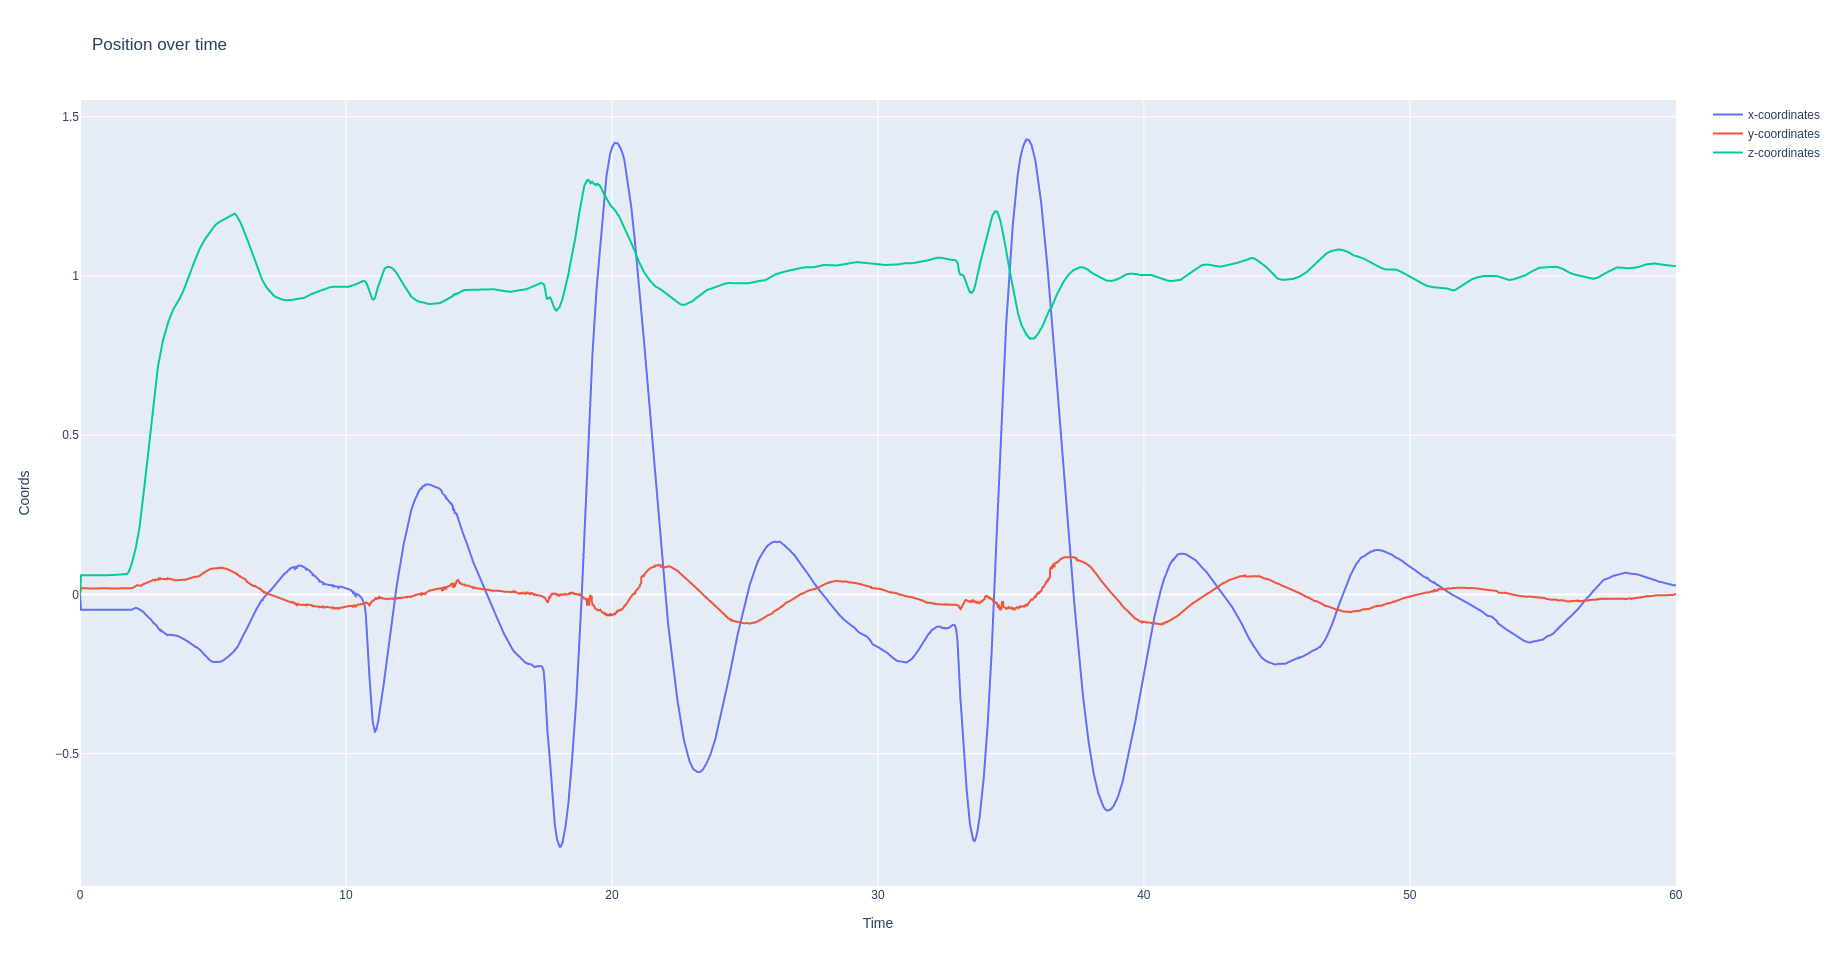 Position over time
x-coordinates
y-coordinates
z-coordinates
1.5
1
0.5
0
−0.5
Coords
0 10 20 30 40 50 60
Time